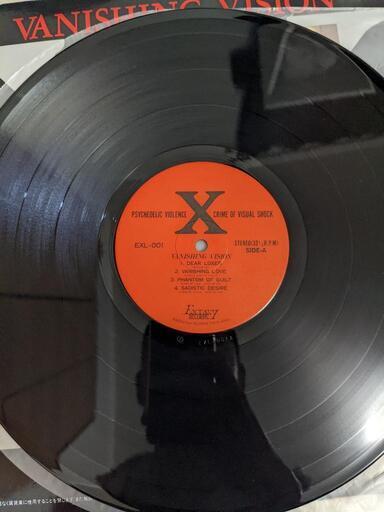 VANISHING VISION
X
PSYCHEDELIC VIOLENCE CRIME OF VISUAL SHOCK
EXL-001 STEREO(33⅓R.P.M)
SIDE-A
VANISHING VISION
1. DEAR LOSER
2. VANISHING LOVE
3. PHANTOM OF GUILT
4. SADISTIC DESIRE
EXTASY
RECORDS